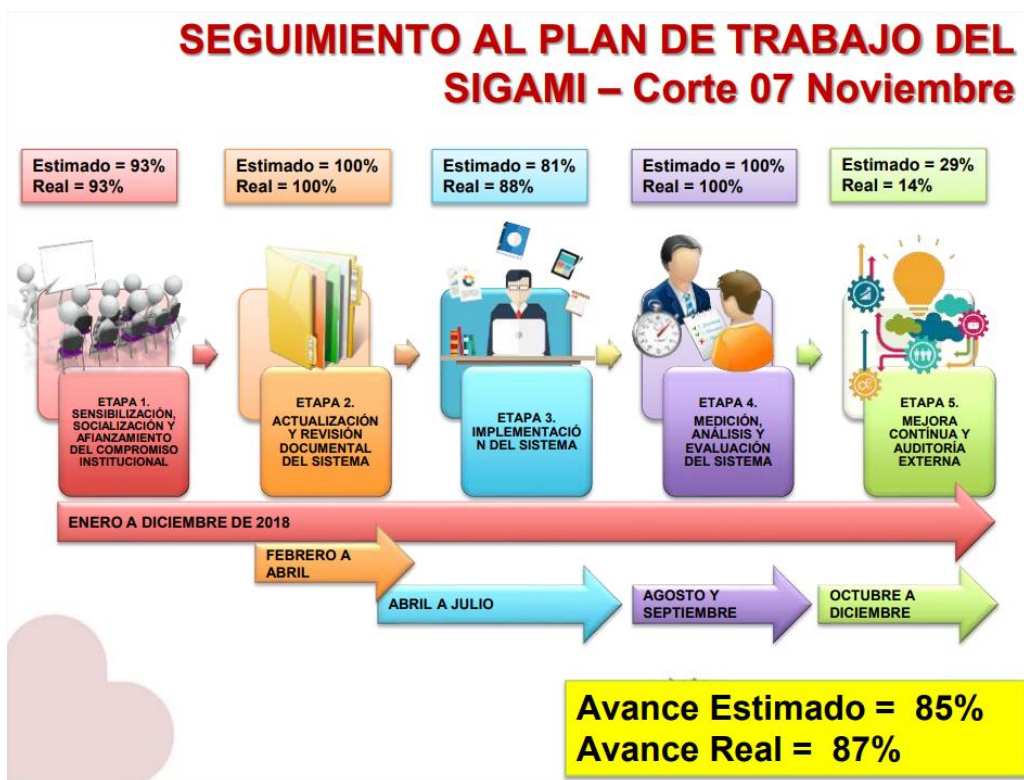 SEGUIMIENTO AL PLAN DE TRABAJO DEL
SIGAMI – Corte 07 Noviembre
Estimado = 93%
Real = 93%
Estimado = 100%
Real = 100%
Estimado = 81%
Real = 88%
Estimado = 100%
Real = 100%
Estimado = 29%
Real = 14%
ETAPA 1.
SENSIBILIZACIÓN,
SOCIALIZACIÓN Y
AFIANZAMIENTO
DEL COMPROMISO
INSTITUCIONAL
ETAPA 2.
ACTUALIZACIÓN
Y REVISIÓN
DOCUMENTAL
DEL SISTEMA
ETAPA 3.
IMPLEMENTACIÓ
N DEL SISTEMA
ETAPA 4.
MEDICIÓN,
ANÁLISIS Y
EVALUACIÓN
DEL SISTEMA
ETAPA 5.
MEJORA
CONTÍNUA Y
AUDITORÍA
EXTERNA
ENERO A DICIEMBRE DE 2018
FEBRERO A
ABRIL
ABRIL A JULIO
AGOSTO Y
SEPTIEMBRE
OCTUBRE A
DICIEMBRE
Avance Estimado = 85%
Avance Real = 87%